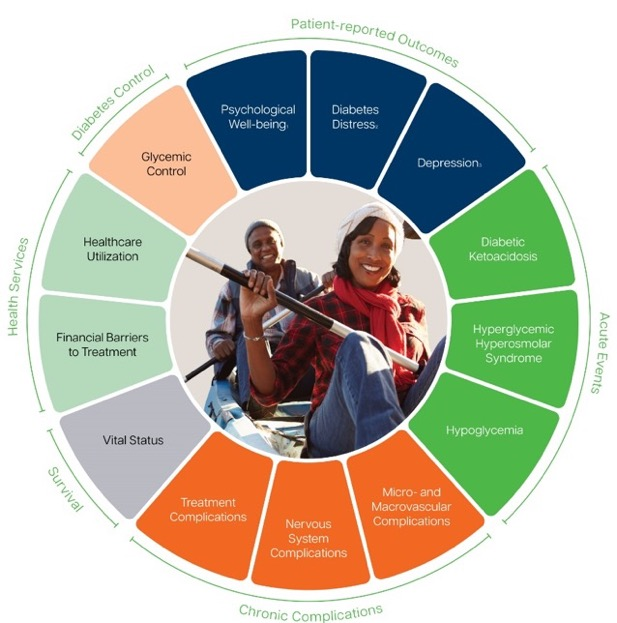 Patient-reported Outcomes
Psychological
Well-being
Diabetes
Distress
Depression
Acute Events
Diabetic
Ketoacidosis
Hyperglycemic
Hyperosmolar
Syndrome
Hypoglycemia
Chronic Complications
Micro- and
Macrovascular
Complications
Nervous
System
Complications
Treatment
Complications
Survival
Vital Status
Health Services
Financial Barriers
to Treatment
Healthcare
Utilization
Diabetes Control
Glycemic
Control